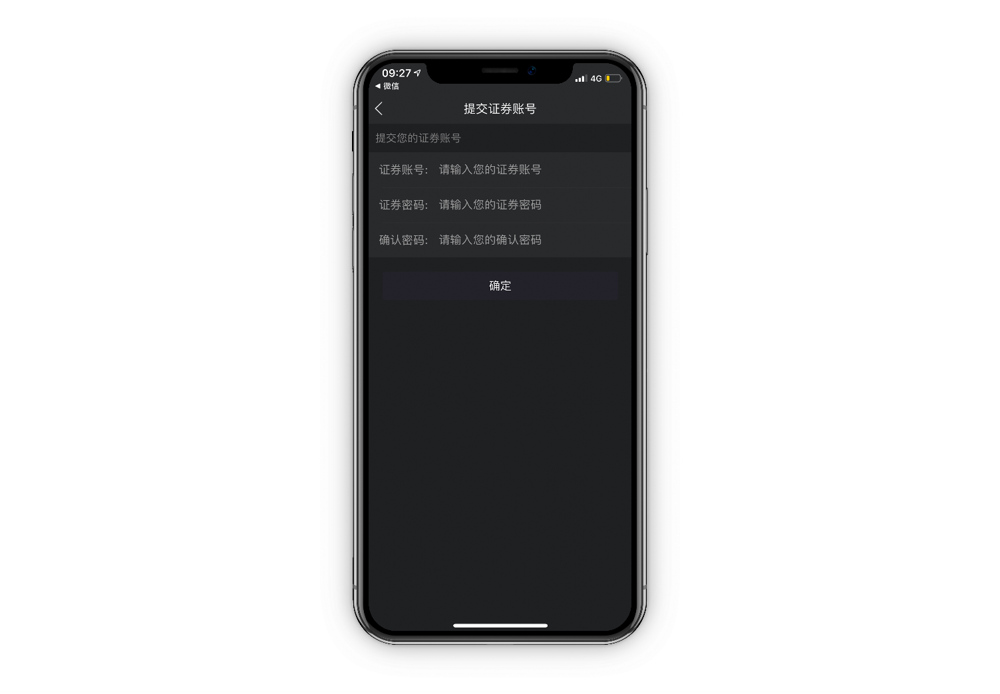 09:27
4G
微信
提交证券账号
提交您的证券账号
证券账号: 请输入您的证券账号
证券密码: 请输入您的证券密码
确认密码: 请输入您的确认密码
确定